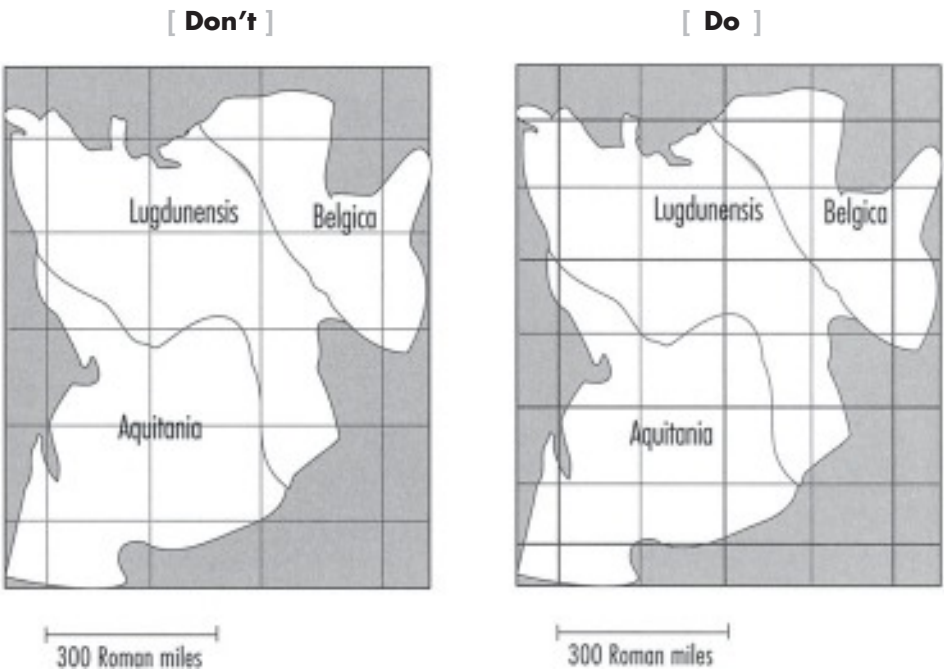 [ Don't ]
[ Do ]
Lugdunensis
Belgica
Aquitania
300 Roman miles
Lugdunensis
Belgica
Aquitania
300 Roman miles